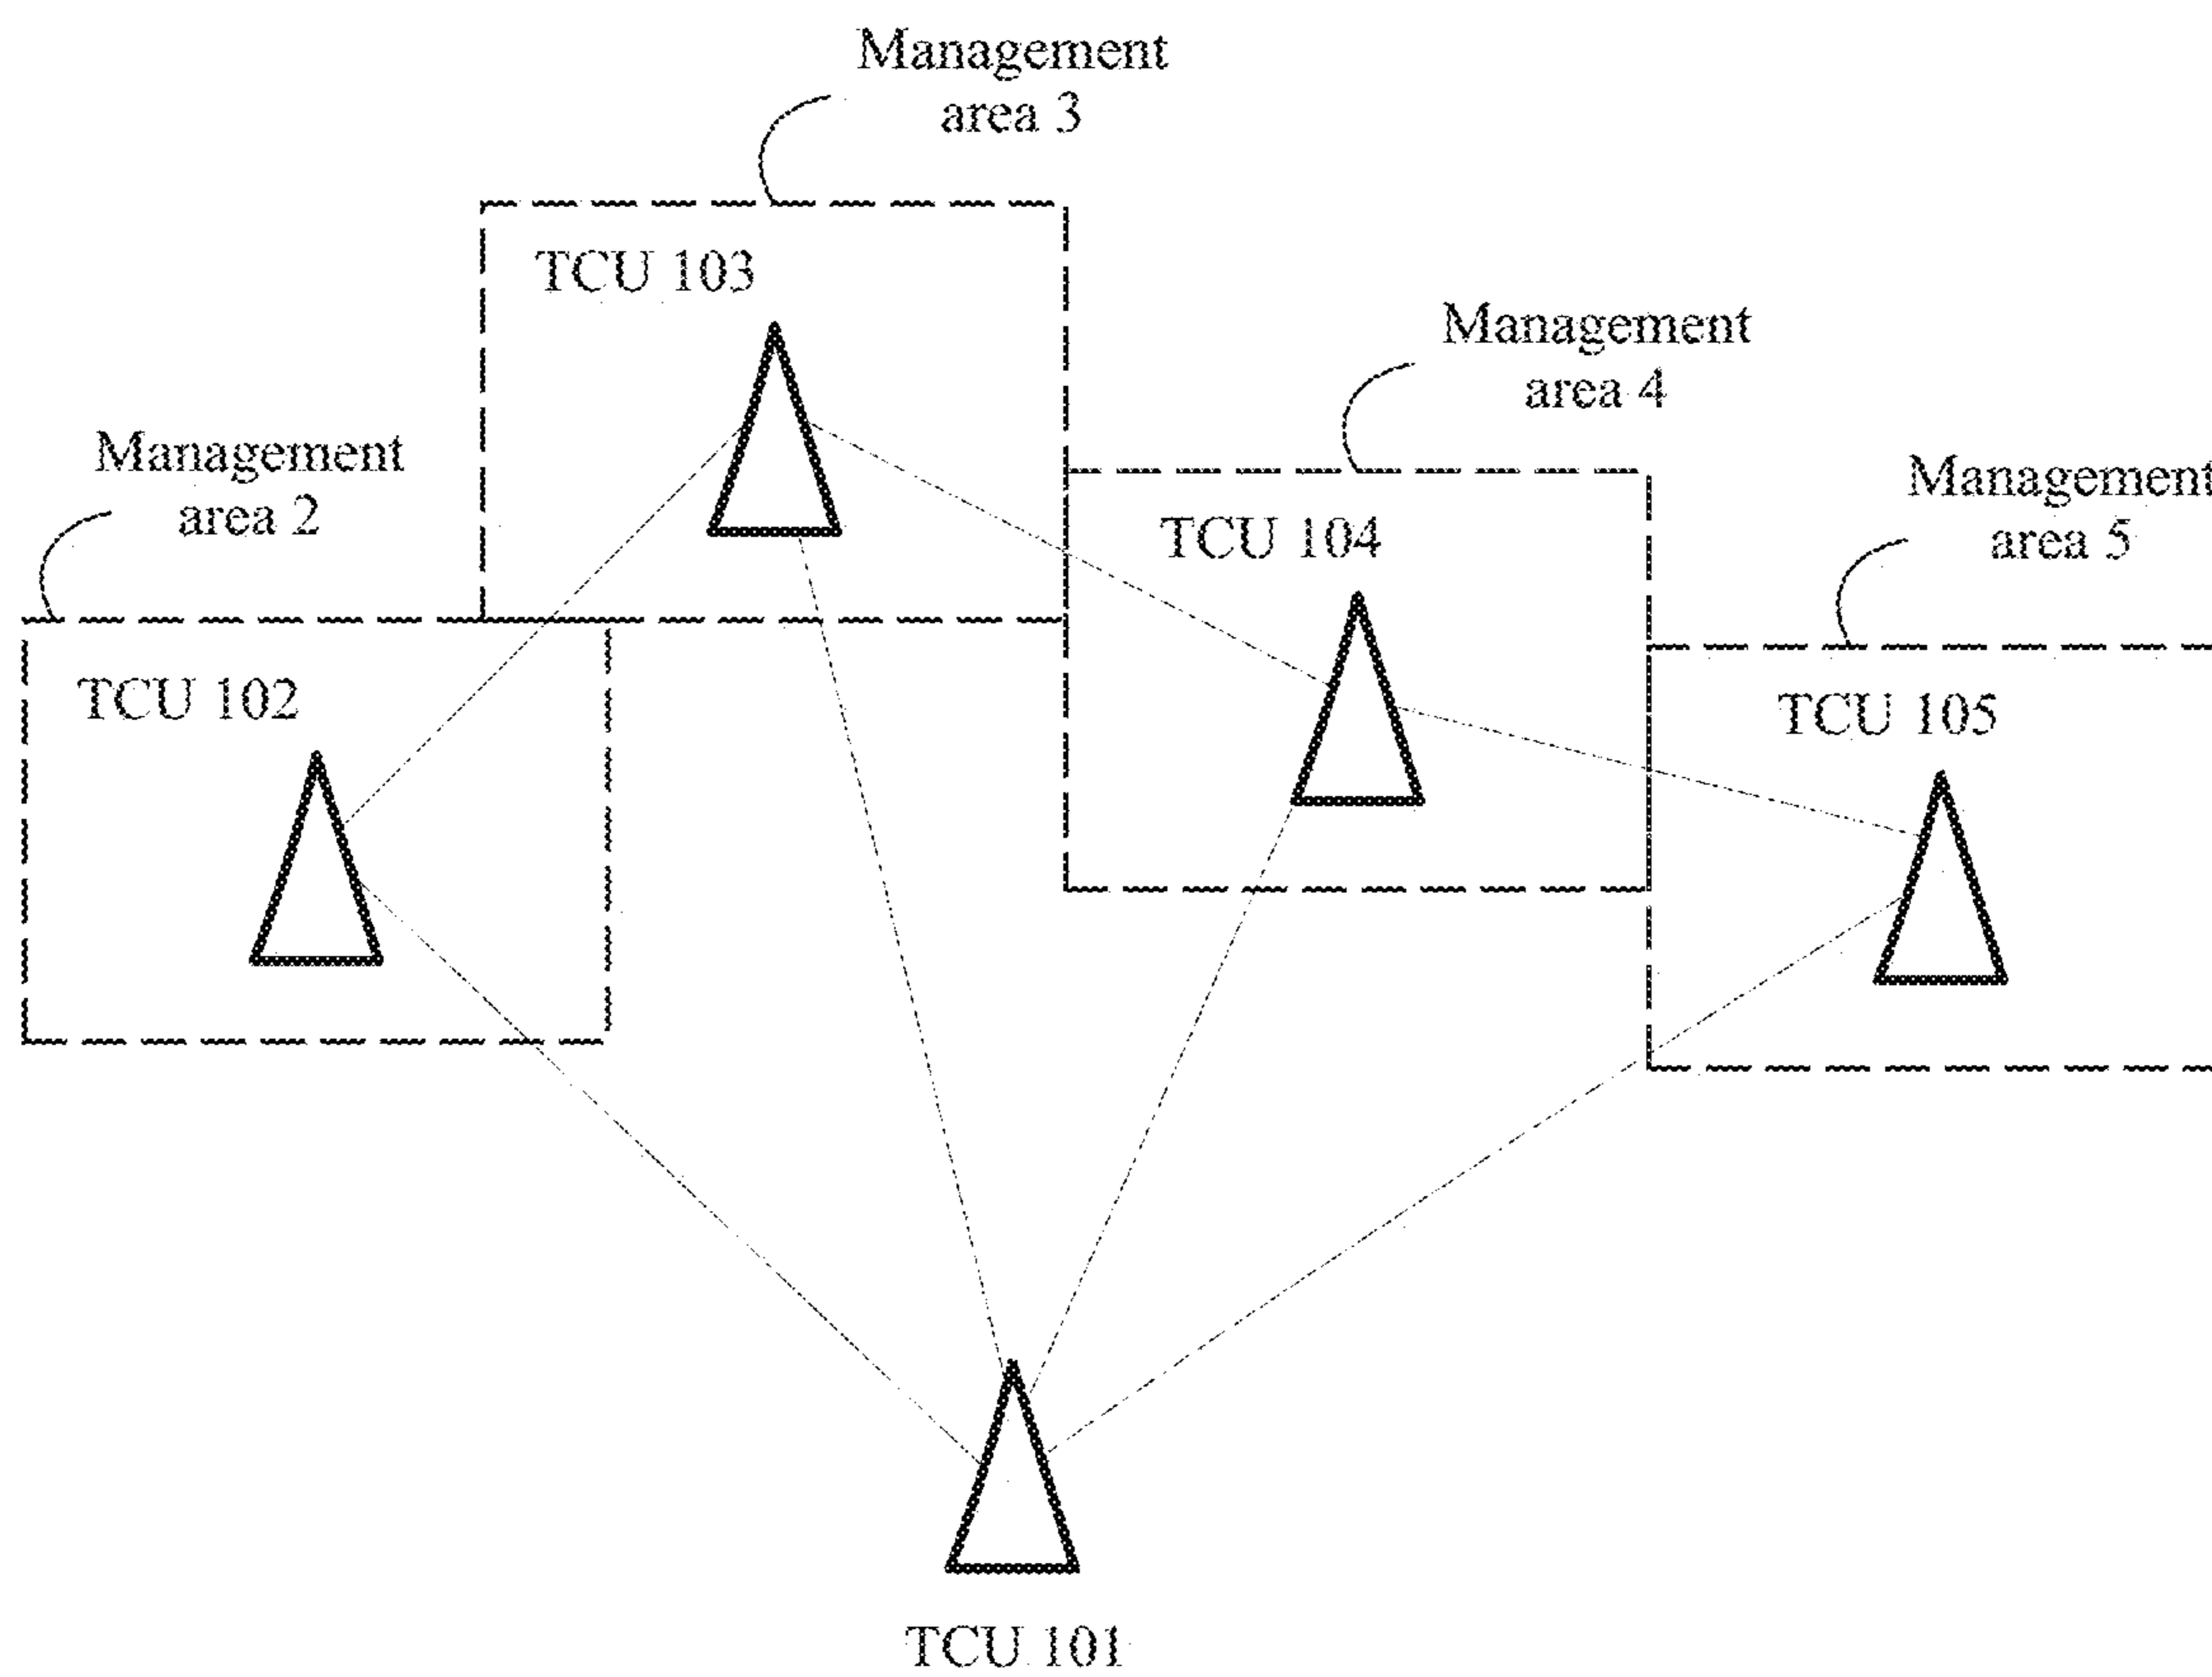 Management
area 3
TCU 103
Management
area 4
Management
area 2
Management
area 5
TCU 104
TCU 102
TCU 105
TCU 101